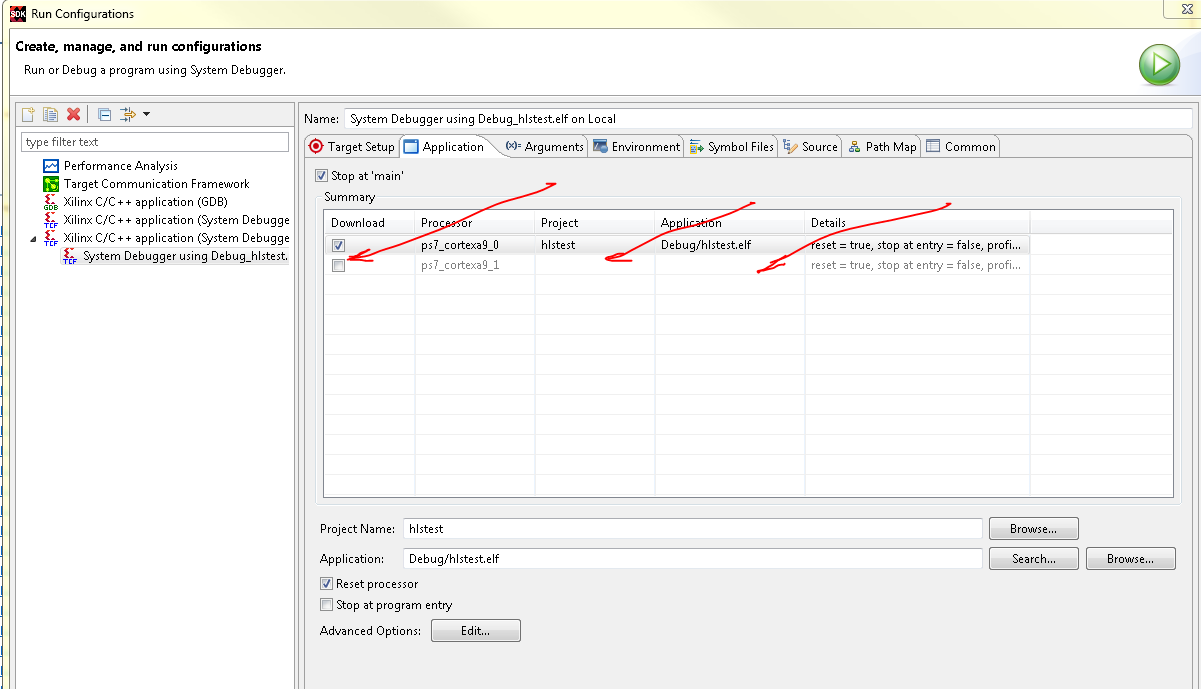 SDK Run Configurations
Create, manage, and run configurations
Run or Debug a program using System Debugger.
type filter text
Performance Analysis
Target Communication Framework
GDB Xilinx C/C++ application (GDB)
TCF Xilinx C/C++ application (System Debugge
TCF Xilinx C/C++ application (System Debugge
TCF System Debugger using Debug_hlstest.
Name: System Debugger using Debug_hlstest.elf on Local
Target Setup Application (x)= Arguments Environment Symbol Files Source Path Map Common
Stop at 'main'
Summary
Download Processor Project Application Details
ps7_cortexa9_0 hlstest Debug/hlstest.elf reset = true, stop at entry = false, profi...
ps7_cortexa9_1 reset = true, stop at entry = false, profi...
Project Name: hlstest Browse...
Application: Debug/hlstest.elf Search... Browse...
Reset processor
Stop at program entry
Advanced Options: Edit...